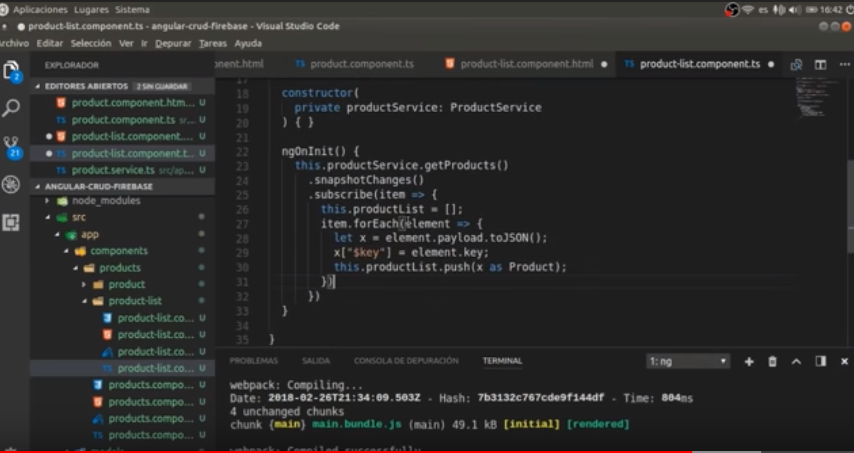 Aplicaciones Lugares Sistema
es 16:42
product-list.component.ts - angular-crud-firebase - Visual Studio Code
rchivo Editar Selección Ver Ir Depurar Tareas Ayuda
EXPLORADOR
onent.html TS product.component.ts product-list.component.html TS product-list.component.ts
EDITORES ABIERTOS 2 SIN GUARDAR
product.component.htm... U
TS product.component.ts sr... U
product-list.component.... U
TS product-list.component.t... U
TS product.service.ts src/ap... U
2
21
ANGULAR-CRUD-FIREBASE
node_modules
src
app
components
products
product
product-list
product-list.co... U
product-list.co... U
product-list.co... U
TS product-list.co... U
products.compo... U
products.compo... U
products.compo... U
TS products.compo... U
17
18 constructor(
19 private productService: ProductService
20 ) { }
21
22 ngOnInit() {
23 this.productService.getProducts()
24 .snapshotChanges()
25 .subscribe(item => {
26 this.productList = [];
27 item.forEach(element => {
28 let x = element.payload.toJSON();
29 x["$key"] = element.key;
30 this.productList.push(x as Product);
31 })
32 })
33 }
34
35 }
PROBLEMAS SALIDA CONSOLA DE DEPURACIÓN TERMINAL 1: ng
webpack: Compiling...
Date: 2018-02-26T21:34:09.503Z - Hash: 7b3132c767cde9f144df - Time: 804ms
4 unchanged chunks
chunk {main} main.bundle.js (main) 49.1 kB [initial] [rendered]
webpack: Compiled successfully.